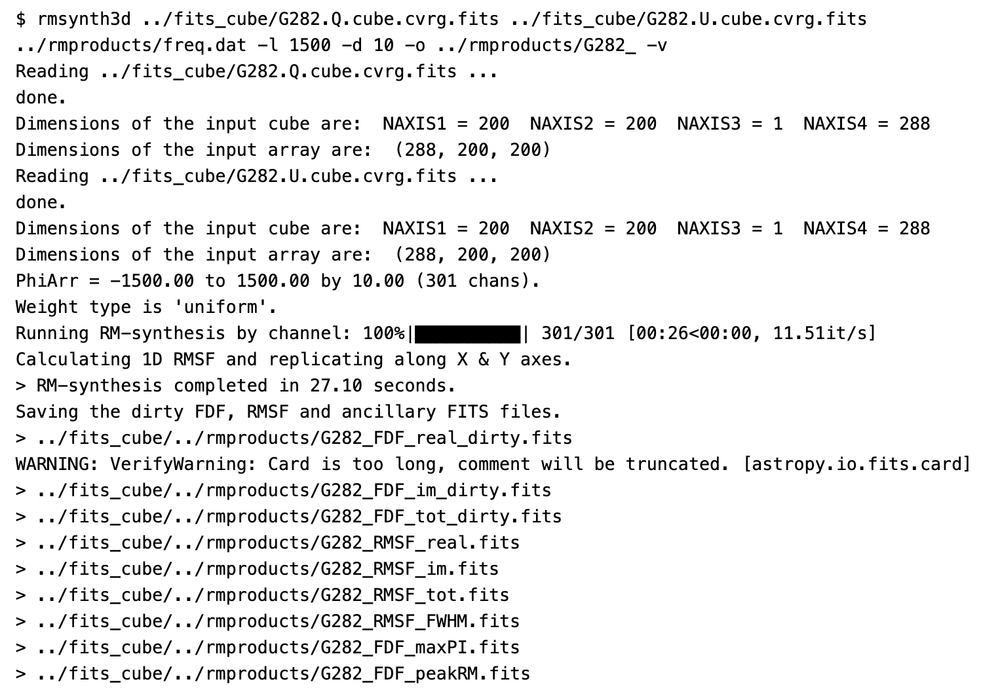 $ rmsynth3d ../fits_cube/G282.Q.cube.cvrg.fits ../fits_cube/G282.U.cube.cvrg.fits
../rmproducts/freq.dat -l 1500 -d 10 -o ../rmproducts/G282_ -v
Reading ../fits_cube/G282.Q.cube.cvrg.fits ...
done.
Dimensions of the input cube are:  NAXIS1 = 200  NAXIS2 = 200  NAXIS3 = 1  NAXIS4 = 288
Dimensions of the input array are:  (288, 200, 200)
Reading ../fits_cube/G282.U.cube.cvrg.fits ...
done.
Dimensions of the input cube are:  NAXIS1 = 200  NAXIS2 = 200  NAXIS3 = 1  NAXIS4 = 288
Dimensions of the input array are:  (288, 200, 200)
PhiArr = -1500.00 to 1500.00 by 10.00 (301 chans).
Weight type is 'uniform'.
Running RM-synthesis by channel: 100%|██████████| 301/301 [00:26<00:00, 11.51it/s]
Calculating 1D RMSF and replicating along X & Y axes.
> RM-synthesis completed in 27.10 seconds.
Saving the dirty FDF, RMSF and ancillary FITS files.
> ../fits_cube/../rmproducts/G282_FDF_real_dirty.fits
WARNING: VerifyWarning: Card is too long, comment will be truncated. [astropy.io.fits.card]
> ../fits_cube/../rmproducts/G282_FDF_im_dirty.fits
> ../fits_cube/../rmproducts/G282_FDF_tot_dirty.fits
> ../fits_cube/../rmproducts/G282_RMSF_real.fits
> ../fits_cube/../rmproducts/G282_RMSF_im.fits
> ../fits_cube/../rmproducts/G282_RMSF_tot.fits
> ../fits_cube/../rmproducts/G282_RMSF_FWHM.fits
> ../fits_cube/../rmproducts/G282_FDF_maxPI.fits
> ../fits_cube/../rmproducts/G282_FDF_peakRM.fits